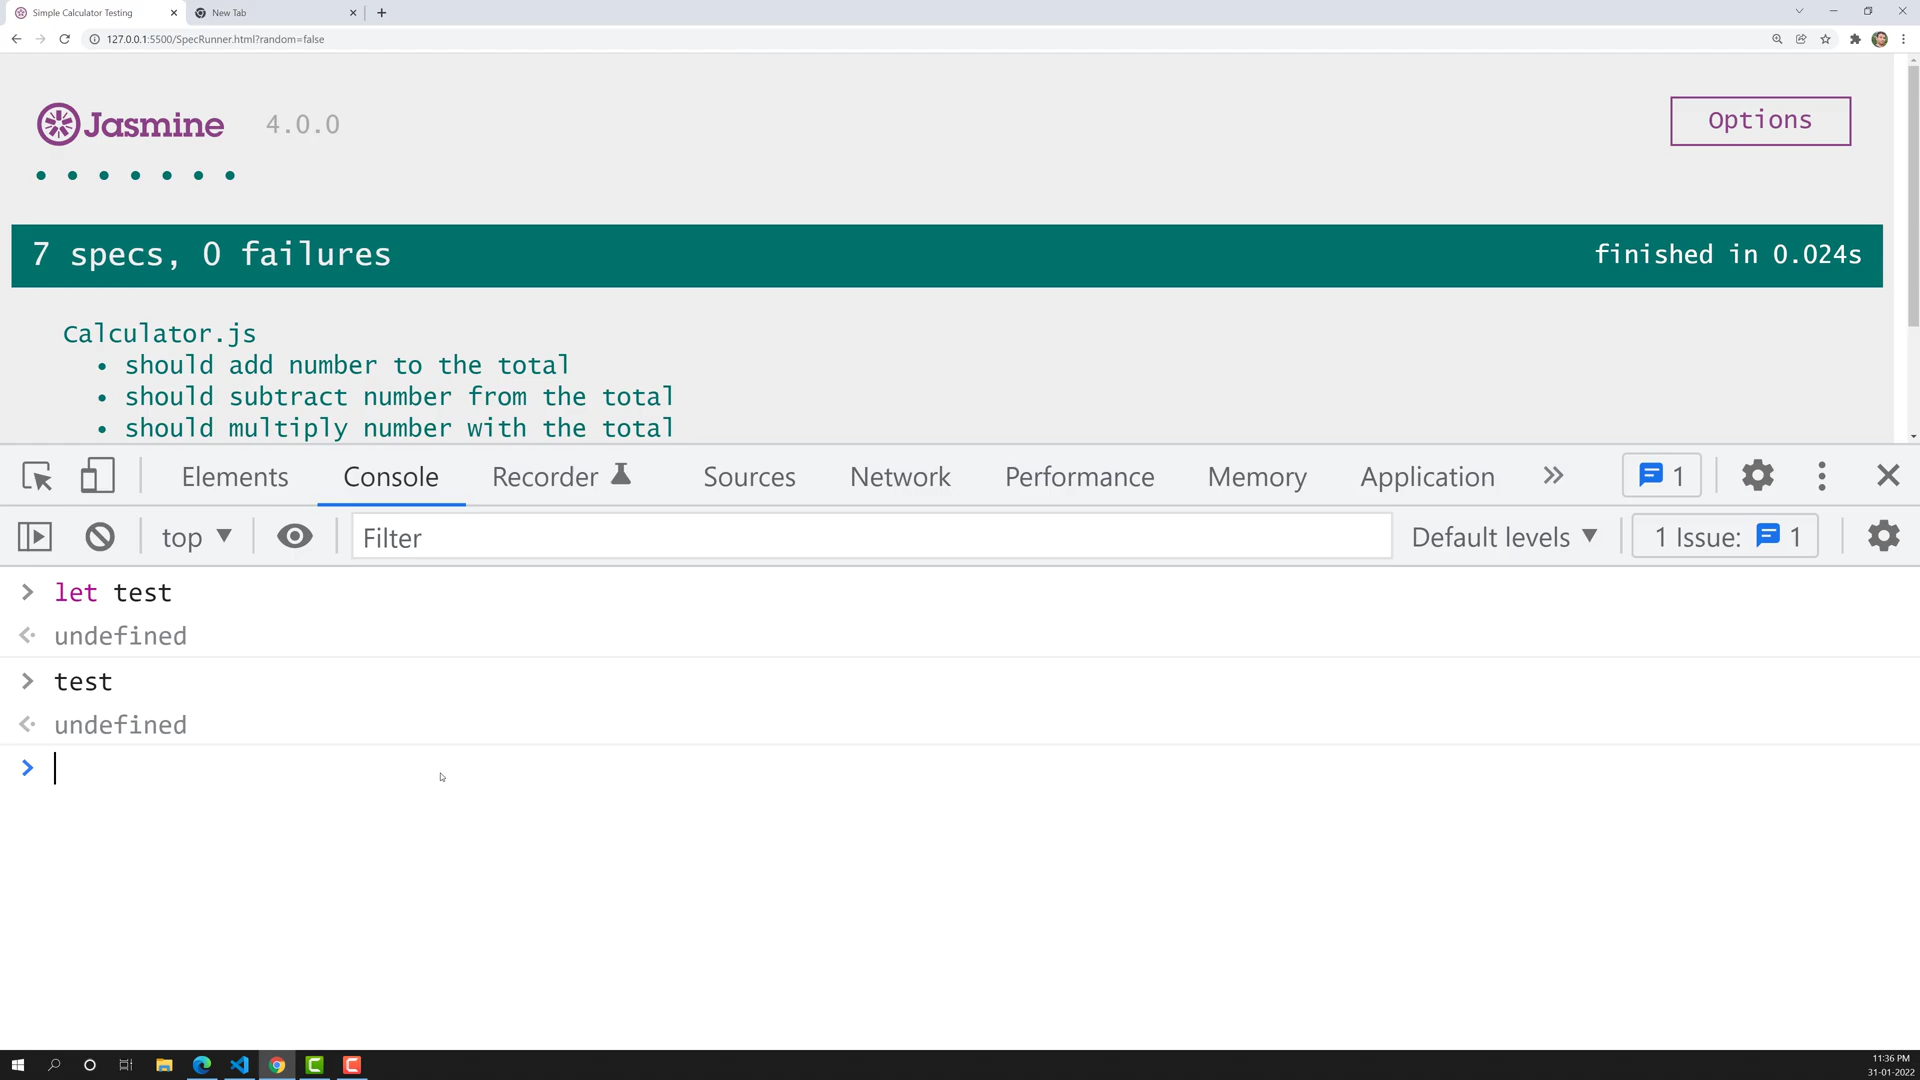 Simple Calculator Testing
New Tab
127.0.0.1:5500/SpecRunner.html?random=false
Jasmine 4.0.0
Options
7 specs, 0 failures
finished in 0.024s
Calculator.js
• should add number to the total
• should subtract number from the total
• should multiply number with the total
Elements Console Recorder Sources Network Performance Memory Application 1
top Filter Default levels 1 Issue: 1
let test
undefined
test
undefined
11:36 PM
31-01-2022